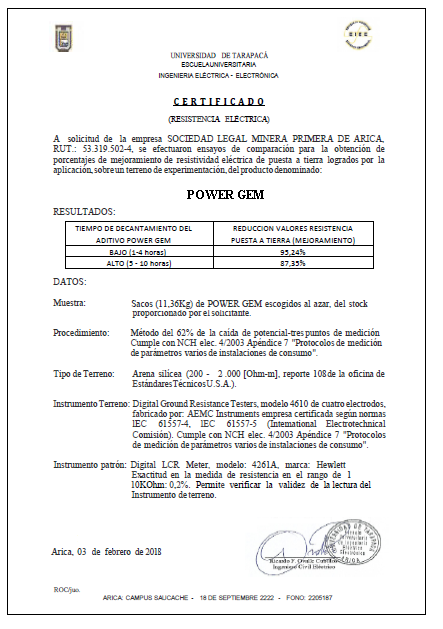 EIEE
UNIVERSIDAD DE TARAPACÁ
ESCUELAUNIVERSITARIA
INGENIERIA ELÉCTRICA - ELECTRÓNICA
CERTIFICADO
(RESISTENCIA ELÉCTRICA)
A solicitud de la empresa SOCIEDAD LEGAL MINERA PRIMERA DE ARICA,
RUT.: 53.319.502-4, se efectuaron ensayos de comparación para la obtención de
porcentajes de mejoramiento de resistividad eléctrica de puesta a tierra logrados por la
aplicación, sobre un terreno de experimentación, del producto denominado:
POWER GEM
RESULTADOS:
TIEMPO DE DECANTAMIENTO DEL ADITIVO POWER GEM
REDUCCION VALORES RESISTENCIA PUESTA A TIERRA (MEJORAMIENTO)
BAJO (1-4 horas) 95,24%
ALTO (5 - 10 horas) 87,35%
DATOS:
Muestra: Sacos (11,36Kg) de POWER GEM escogidos al azar, del stock
proporcionado por el solicitante.
Procedimiento: Método del 62% de la caída de potencial-tres puntos de medición
Cumple con NCH elec. 4/2003 Apéndice 7 "Protocolos de medición
de parámetros varios de instalaciones de consumo".
Tipo de Terreno: Arena silícea (200 - 2 .000 [Ohm-m], reporte 108 de la oficina de
Estándares Técnicos U.S.A.).
Instrumento Terreno: Digital Ground Resistance Testers, modelo 4610 de cuatro electrodos,
fabricado por: AEMC Instruments empresa certificada según normas
IEC 61557-4, IEC 61557-5 (International Electrotechnical
Comisión). Cumple con NCH elec. 4/2003 Apéndice 7 "Protocolos
de medición de parámetros varios de instalaciones de consumo".
Instrumento patrón: Digital LCR Meter, modelo: 4261A, marca: Hewlett
Exactitud en la medida de resistencia en el rango de 1
10KOhm: 0,2%. Permite verificar la validez de la lectura del
Instrumento de terreno.
Arica, 03 de febrero de 2018
Ricardo F. Ovalle Cubillos
Ingeniero Civil Eléctrico
ROC/juo.
ARICA: CAMPUS SAUCACHE - 18 DE SEPTIEMBRE 2222 - FONO: 2205187